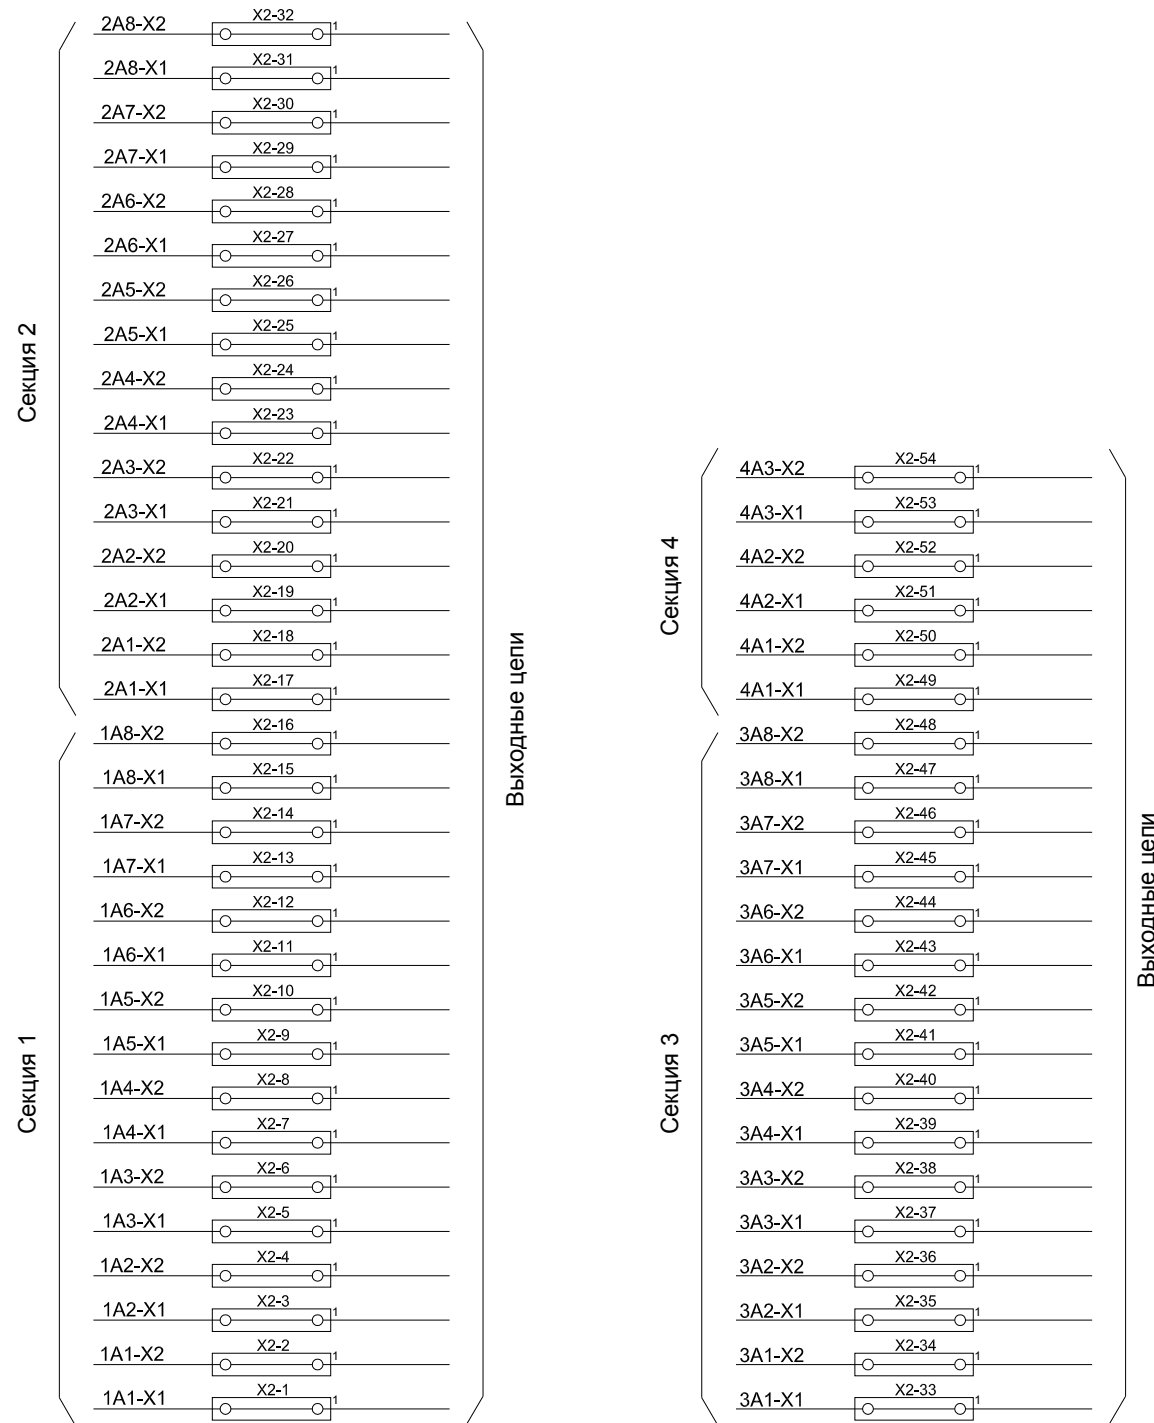 Секция 2
2A8-X2 X2-32 1
2A8-X1 X2-31 1
2A7-X2 X2-30 1
2A7-X1 X2-29 1
2A6-X2 X2-28 1
2A6-X1 X2-27 1
2A5-X2 X2-26 1
2A5-X1 X2-25 1
2A4-X2 X2-24 1
2A4-X1 X2-23 1
2A3-X2 X2-22 1
2A3-X1 X2-21 1
2A2-X2 X2-20 1
2A2-X1 X2-19 1
2A1-X2 X2-18 1
2A1-X1 X2-17 1
Секция 1
1A8-X2 X2-16 1
1A8-X1 X2-15 1
1A7-X2 X2-14 1
1A7-X1 X2-13 1
1A6-X2 X2-12 1
1A6-X1 X2-11 1
1A5-X2 X2-10 1
1A5-X1 X2-9 1
1A4-X2 X2-8 1
1A4-X1 X2-7 1
1A3-X2 X2-6 1
1A3-X1 X2-5 1
1A2-X2 X2-4 1
1A2-X1 X2-3 1
1A1-X2 X2-2 1
1A1-X1 X2-1 1
Выходные цепи
Секция 4
4A3-X2 X2-54 1
4A3-X1 X2-53 1
4A2-X2 X2-52 1
4A2-X1 X2-51 1
4A1-X2 X2-50 1
4A1-X1 X2-49 1
Секция 3
3A8-X2 X2-48 1
3A8-X1 X2-47 1
3A7-X2 X2-46 1
3A7-X1 X2-45 1
3A6-X2 X2-44 1
3A6-X1 X2-43 1
3A5-X2 X2-42 1
3A5-X1 X2-41 1
3A4-X2 X2-40 1
3A4-X1 X2-39 1
3A3-X2 X2-38 1
3A3-X1 X2-37 1
3A2-X2 X2-36 1
3A2-X1 X2-35 1
3A1-X2 X2-34 1
3A1-X1 X2-33 1
Выходные цепи